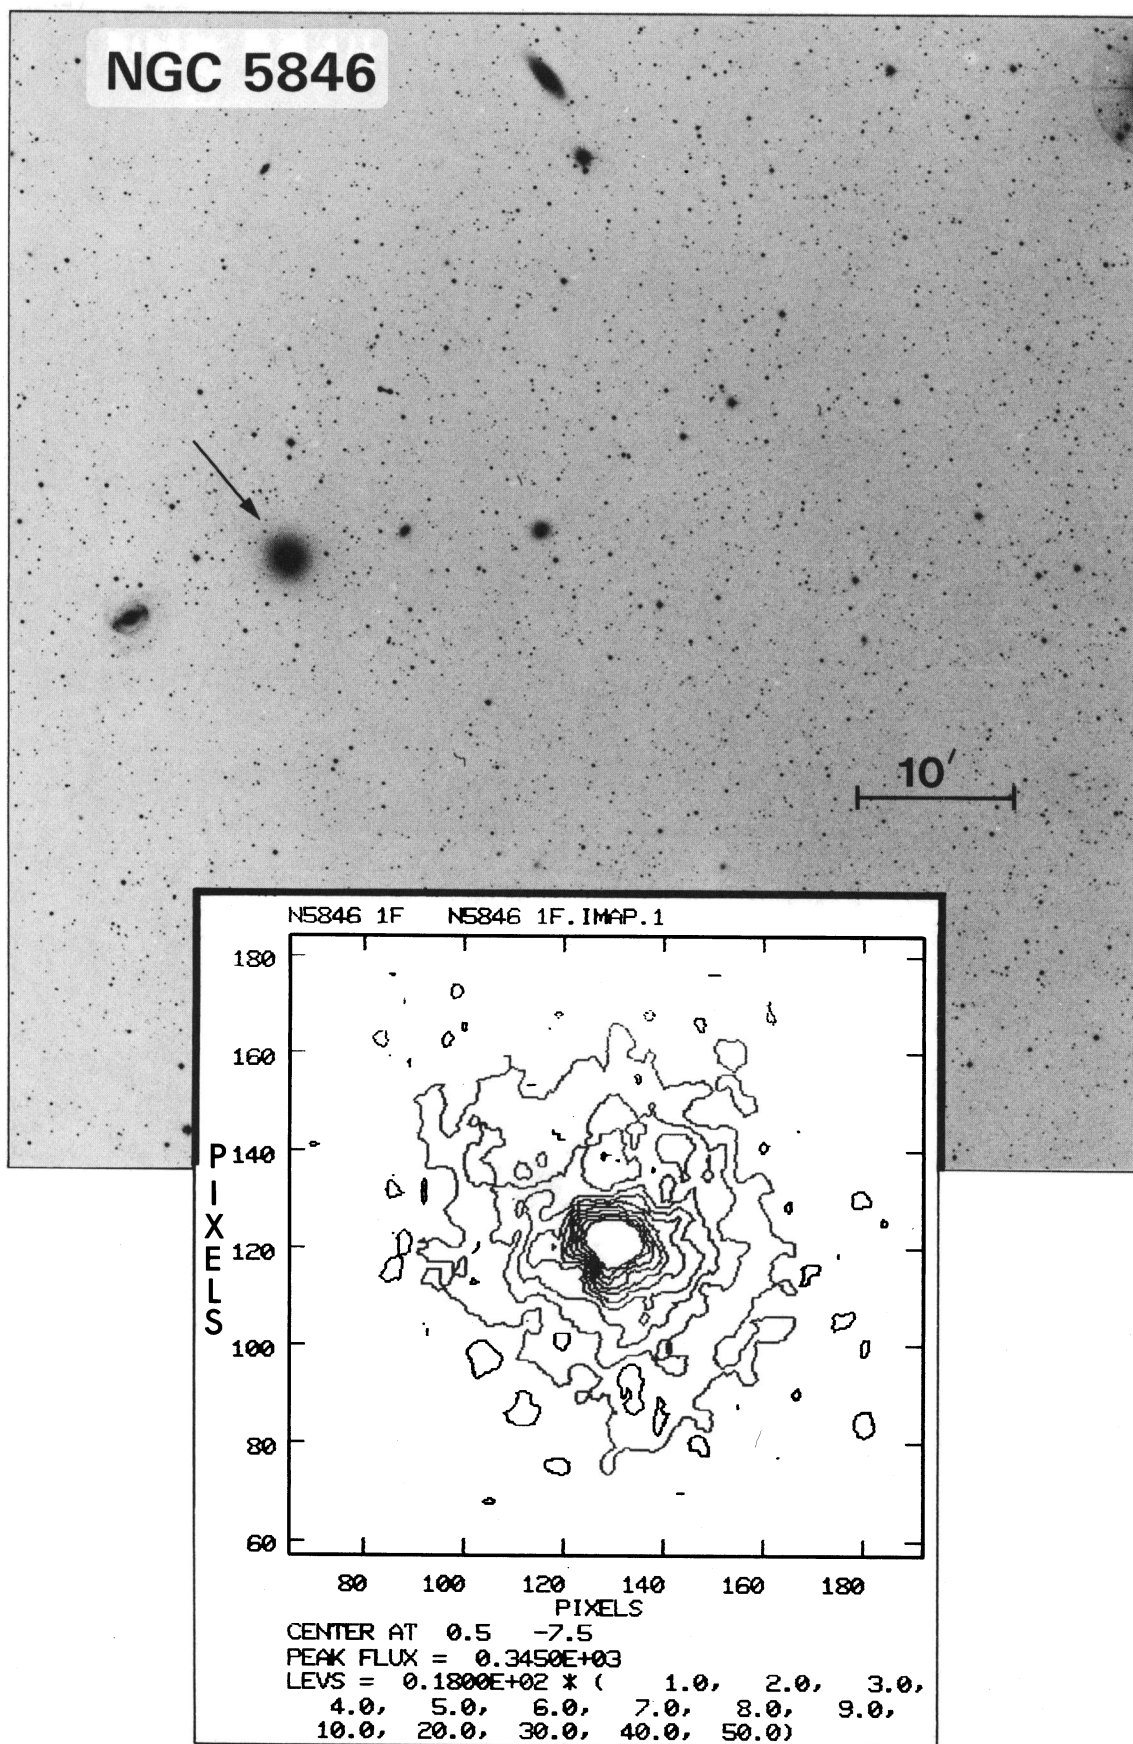 NGC 5846
10'
N5846 1F N5846 1F.IMAP.1
180
160
PIXELS
140
120
100
80
60
80 100 120 140 160 180
PIXELS
CENTER AT 0.5 -7.5
PEAK FLUX = 0.3450E+03
LEVS = 0.1800E+02 * ( 1.0, 2.0, 3.0,
4.0, 5.0, 6.0, 7.0, 8.0, 9.0,
10.0, 20.0, 30.0, 40.0, 50.0)